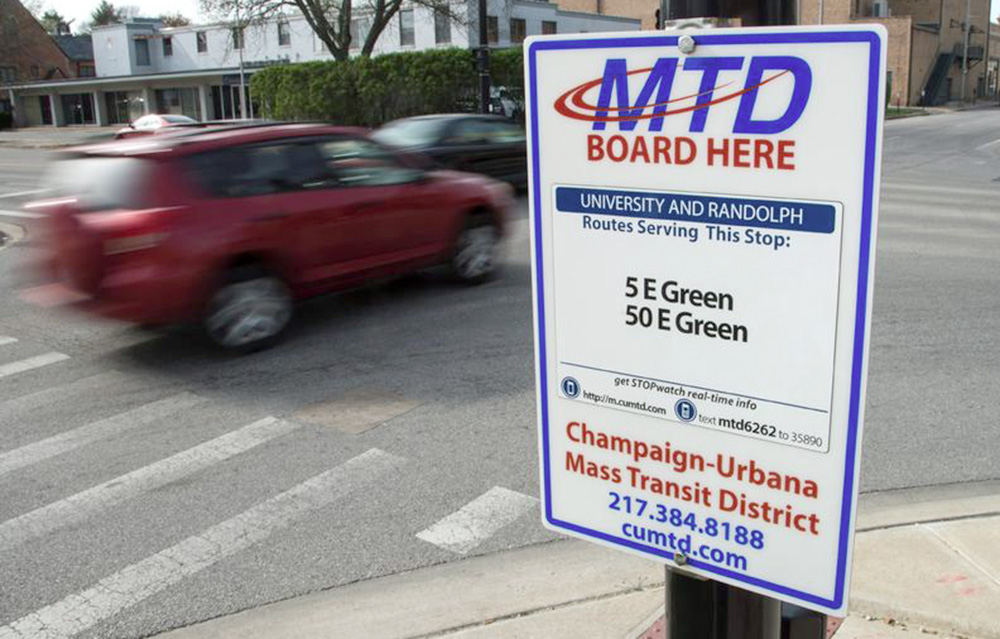 MTD
BOARD HERE
UNIVERSITY AND RANDOLPH
Routes Serving This Stop:
5 E Green
50 E Green
get STOPwatch real-time info
http://m.cumtd.com text mtd6262 to 35890
Champaign-Urbana
Mass Transit District
217.384.8188
cumtd.com